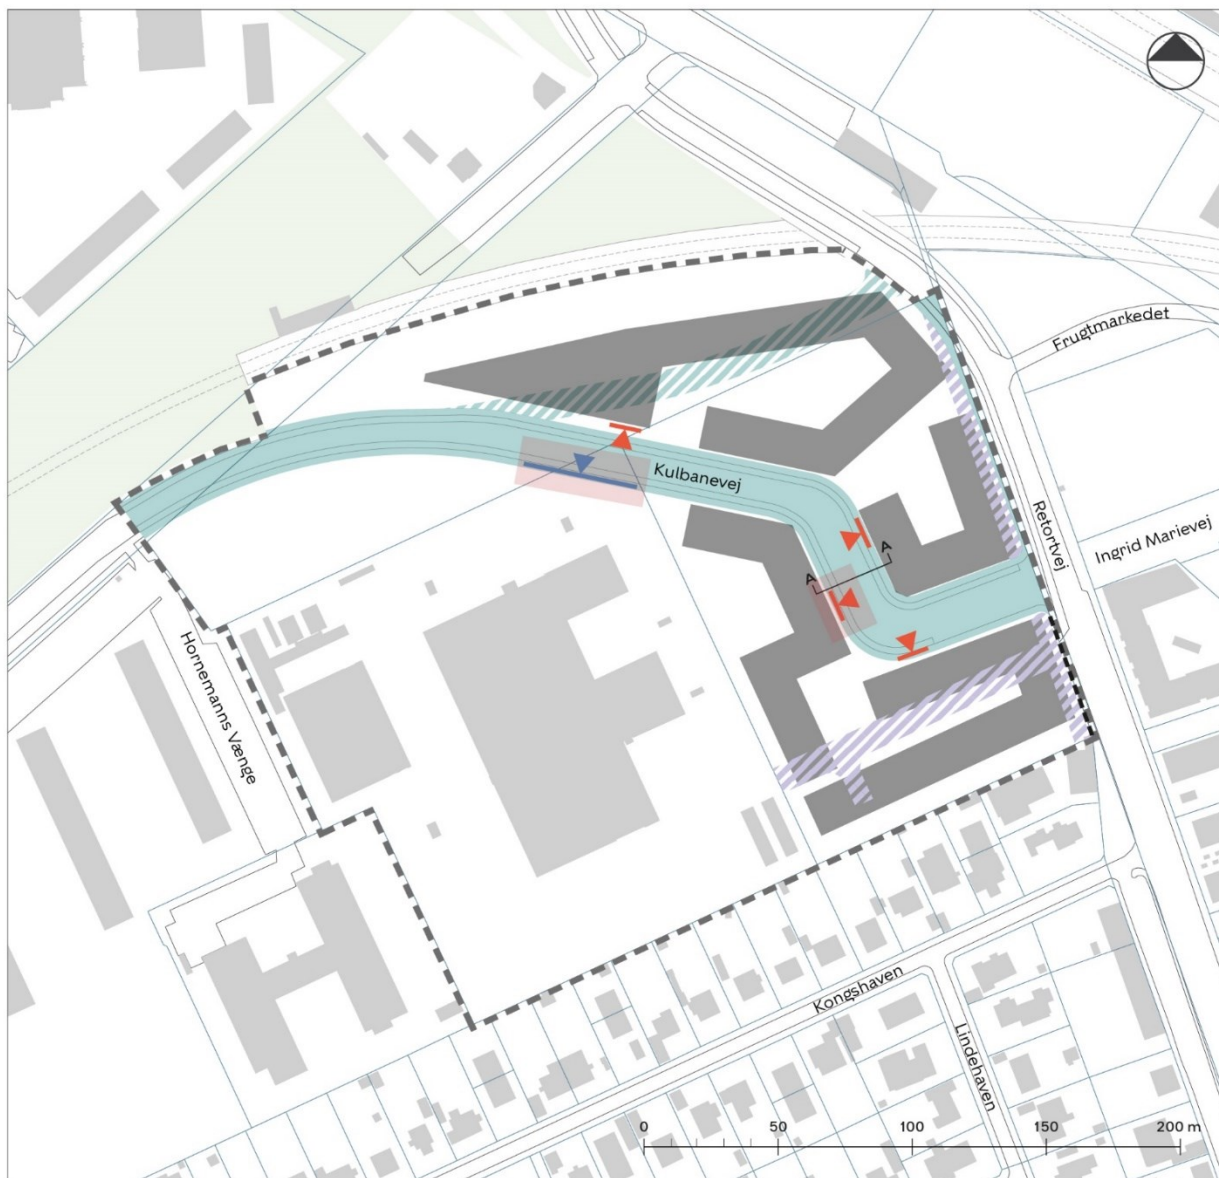 Frugtmarkedet
Kulbanevej
Retortvej
Ingrid Marievej
A
A
Hornemanns Vænge
Kongshaven
Lindehaven
0 50 100 150 200 m